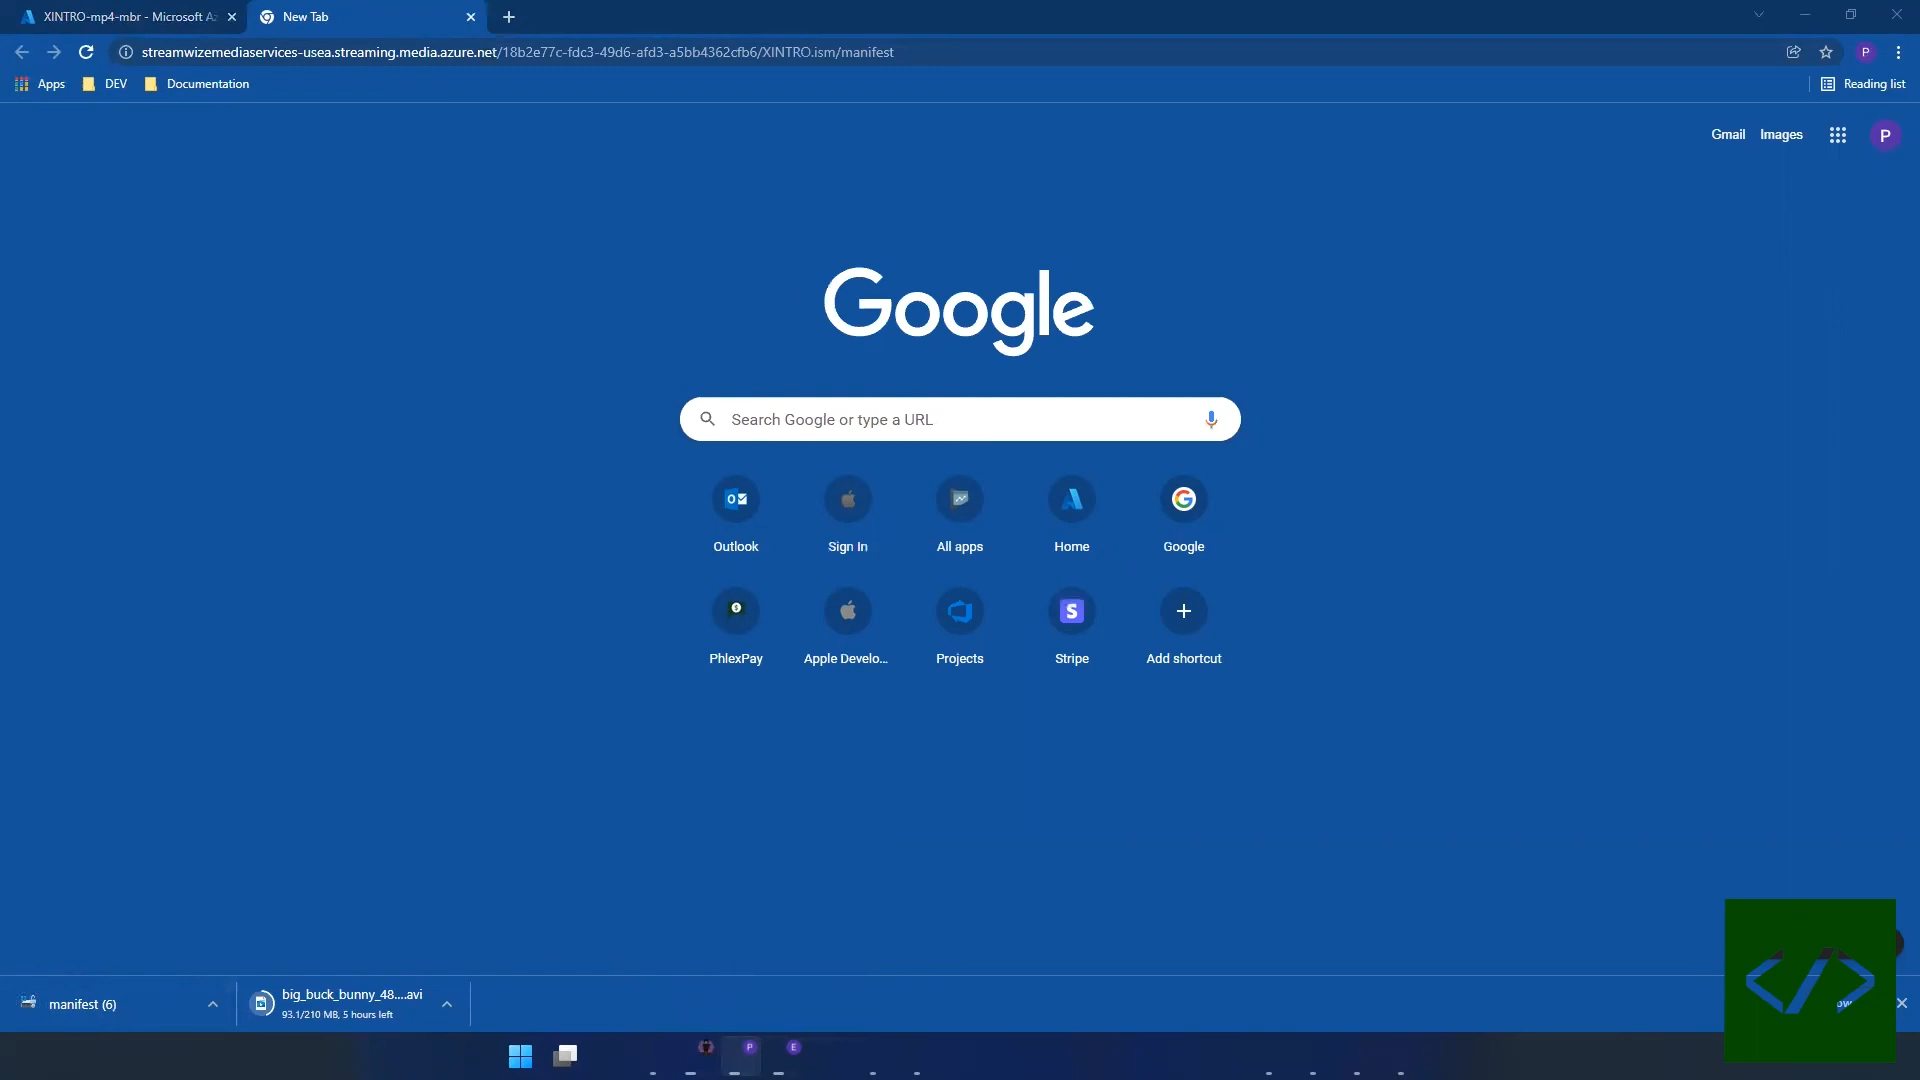 XINTRO-mp4-mbr - Microsoft Az
New Tab
streamwizemediaservices-usea.streaming.media.azure.net/18b2e77c-fdc3-49d6-afd3-a5bb4362cfb6/XINTRO.ism/manifest
P
Apps
DEV
Documentation
Reading list
Gmail
Images
P
Google
Search Google or type a URL
Outlook
Sign In
All apps
Home
Google
PhlexPay
Apple Develo...
Projects
Stripe
Add shortcut
manifest (6)
big_buck_bunny_48....avi
93.1/210 MB, 5 hours left
P
E